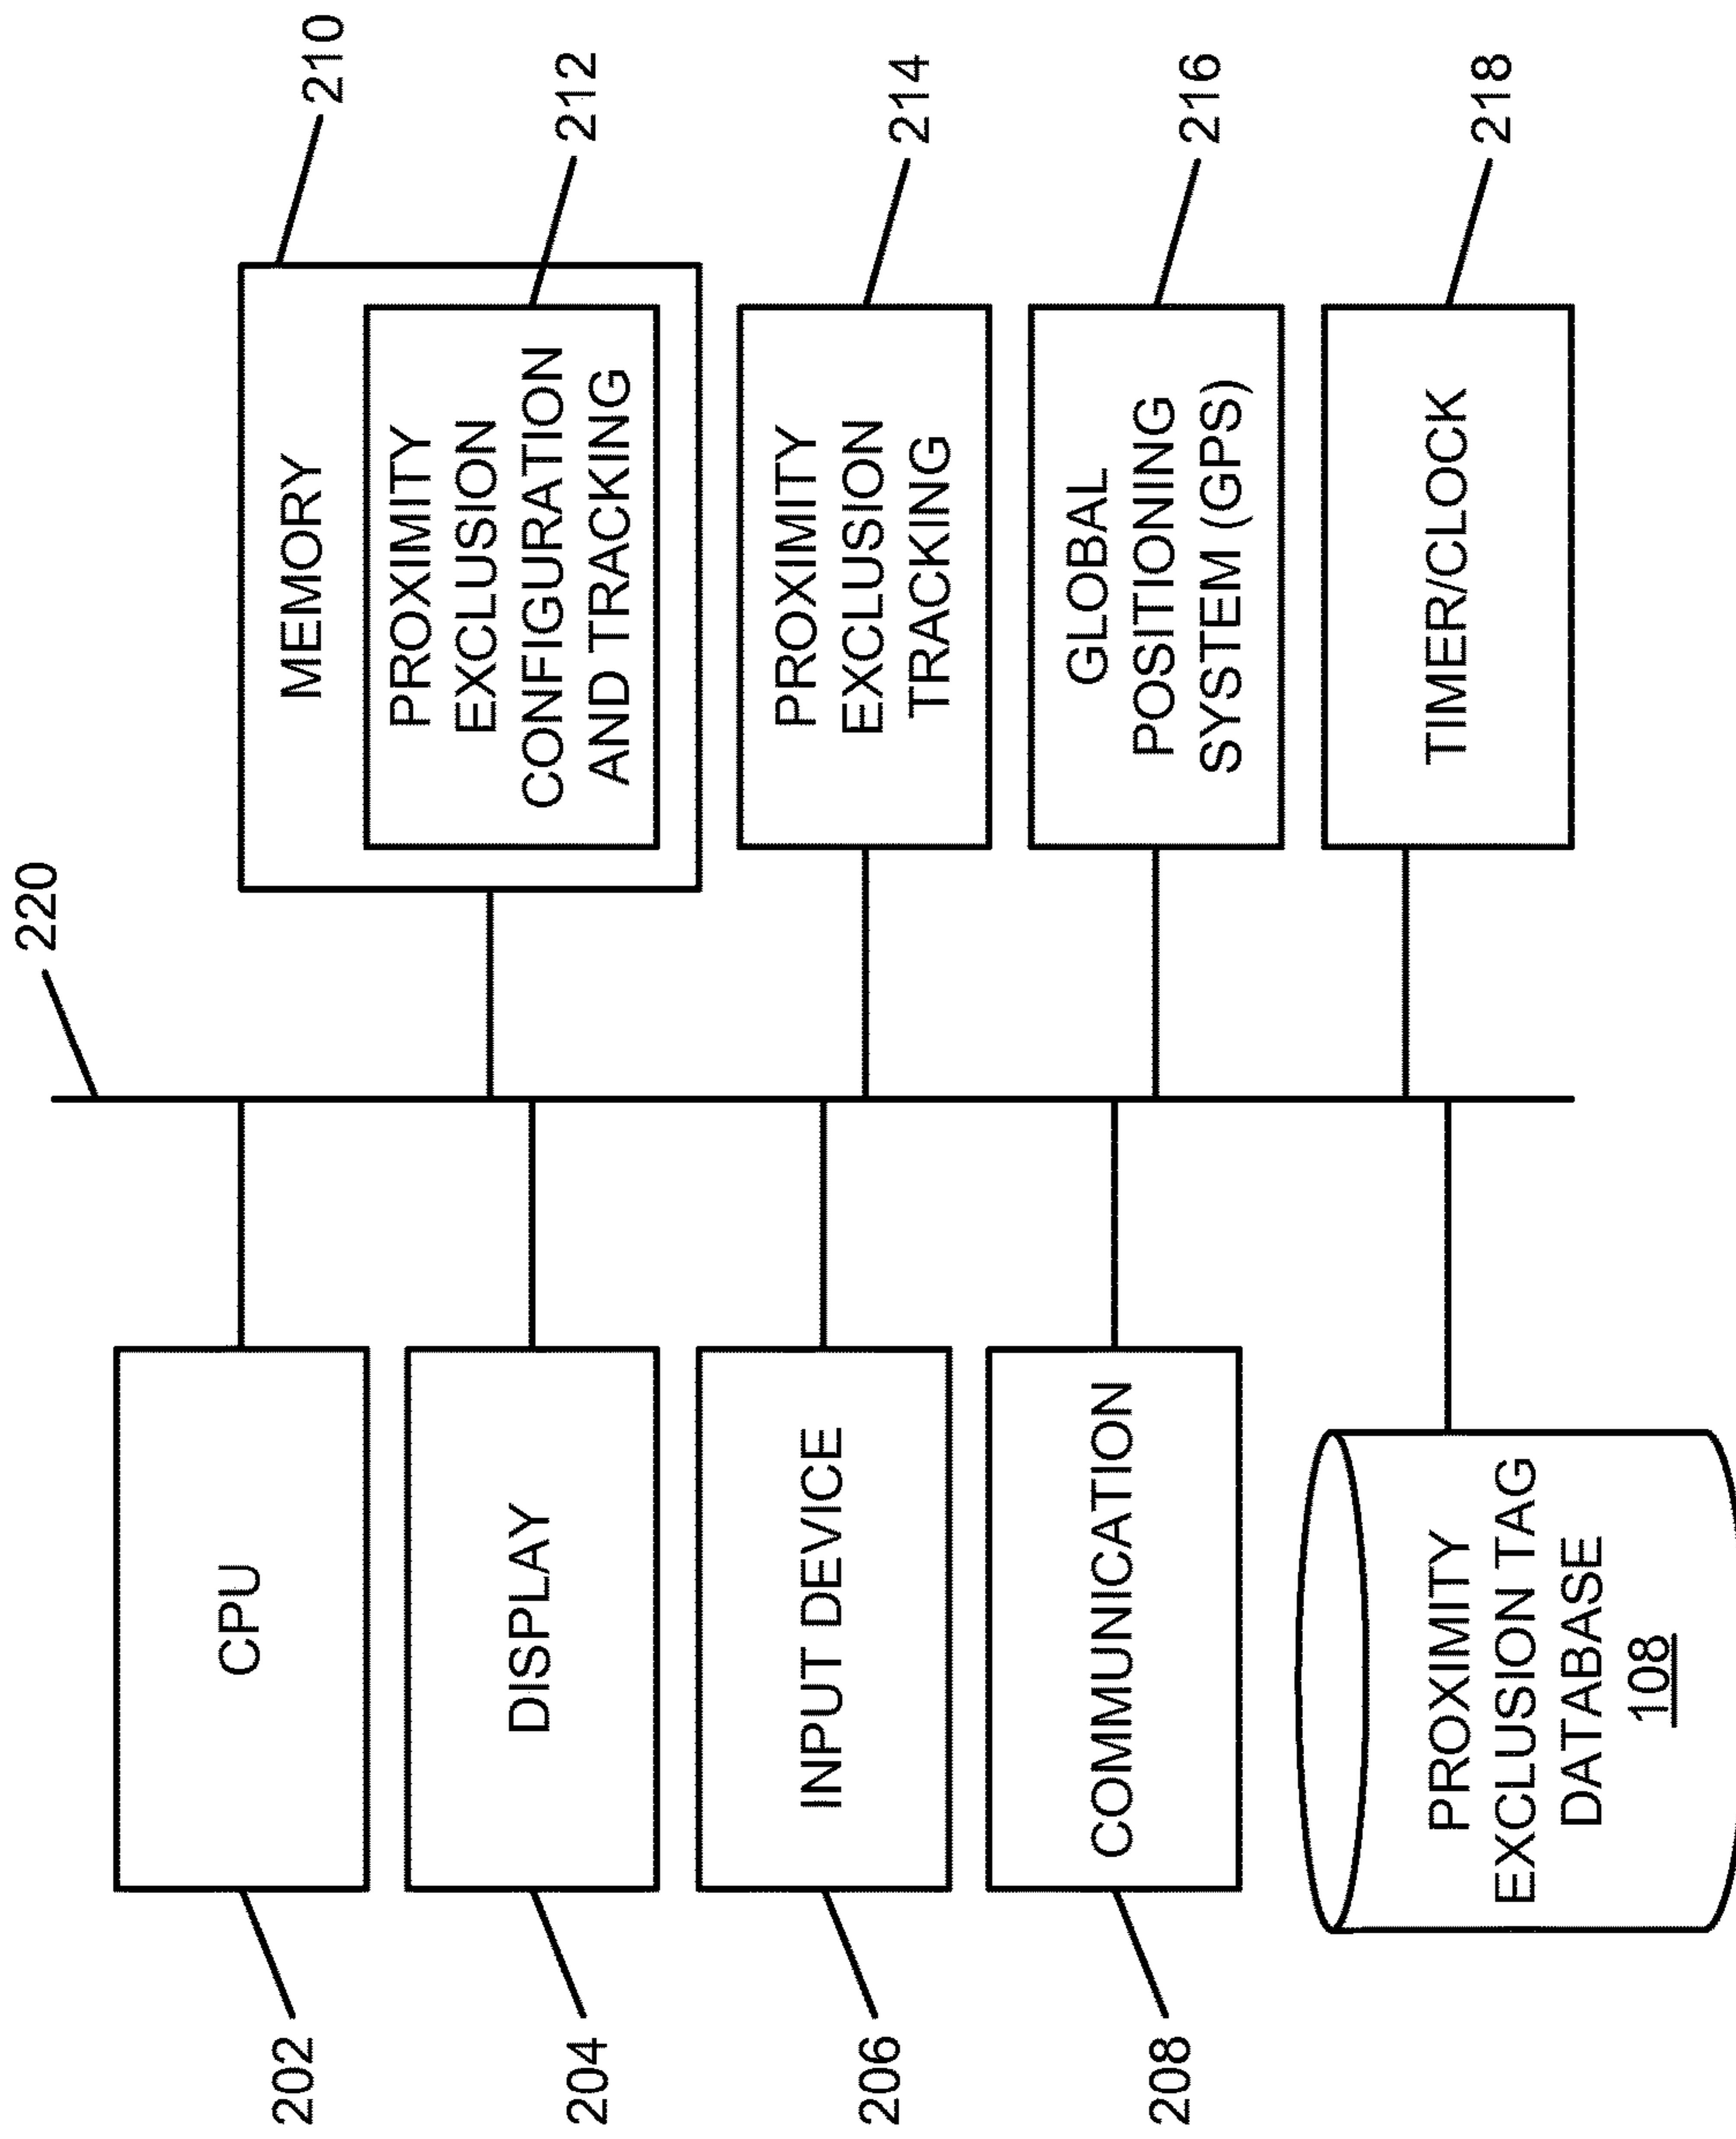 220
202
CPU
204
DISPLAY
206
INPUT DEVICE
208
COMMUNICATION
PROXIMITY
EXCLUSION TAG
DATABASE
108
MEMORY
210
PROXIMITY
EXCLUSION
CONFIGURATION
AND TRACKING
212
PROXIMITY
EXCLUSION
TRACKING
214
GLOBAL
POSITIONING
SYSTEM (GPS)
216
TIMER/CLOCK
218